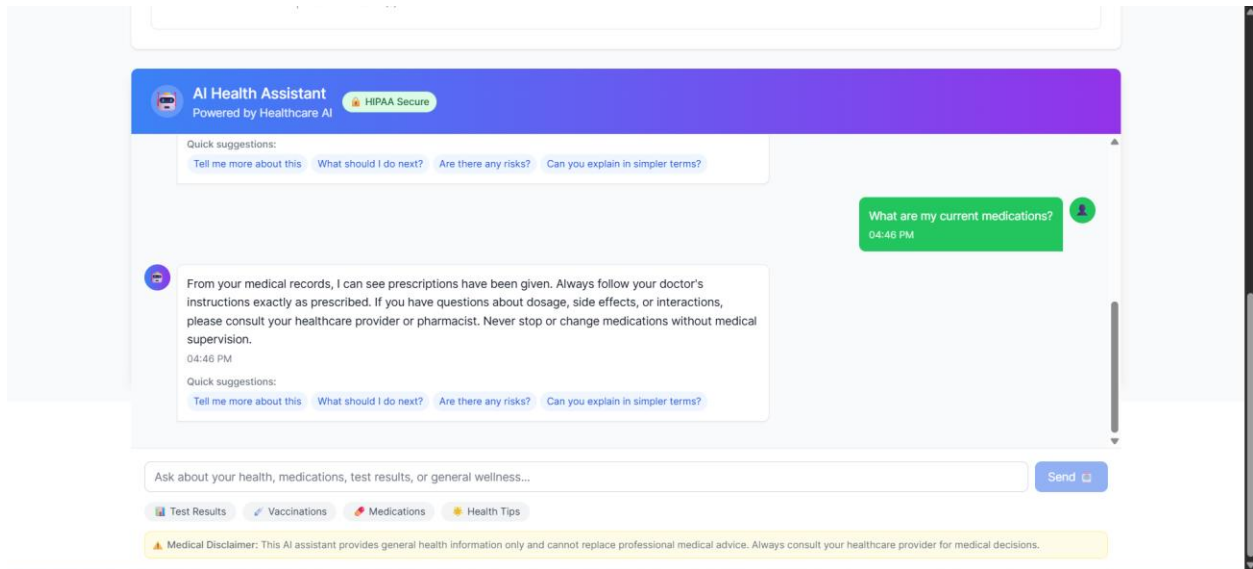 AI Health Assistant
Powered by Healthcare AI
HIPAA Secure
Quick suggestions:
Tell me more about this What should I do next? Are there any risks? Can you explain in simpler terms?
What are my current medications?
04:46 PM
From your medical records, I can see prescriptions have been given. Always follow your doctor's
instructions exactly as prescribed. If you have questions about dosage, side effects, or interactions,
please consult your healthcare provider or pharmacist. Never stop or change medications without medical
supervision.
04:46 PM
Quick suggestions:
Tell me more about this What should I do next? Are there any risks? Can you explain in simpler terms?
Ask about your health, medications, test results, or general wellness...
Send
Test Results Vaccinations Medications Health Tips
Medical Disclaimer: This AI assistant provides general health information only and cannot replace professional medical advice. Always consult your healthcare provider for medical decisions.